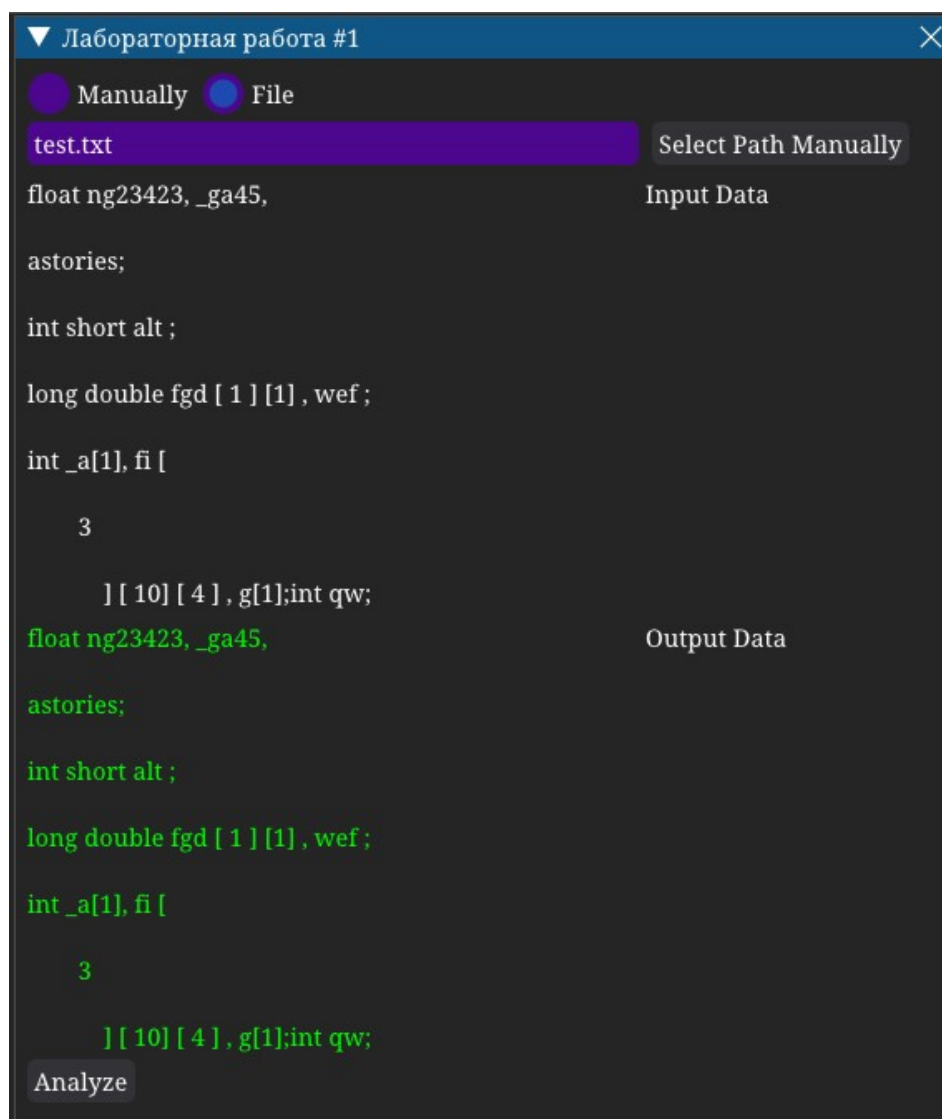 Лабораторная работа #1
Manually File
test.txt Select Path Manually
float ng23423, _ga45, Input Data
astories;
int short alt ;
long double fgd [ 1 ] [1] , wef ;
int _a[1], fi [
3
] [ 10] [ 4 ] , g[1];int qw;
float ng23423, _ga45, Output Data
astories;
int short alt ;
long double fgd [ 1 ] [1] , wef ;
int _a[1], fi [
3
] [ 10] [ 4 ] , g[1];int qw;
Analyze